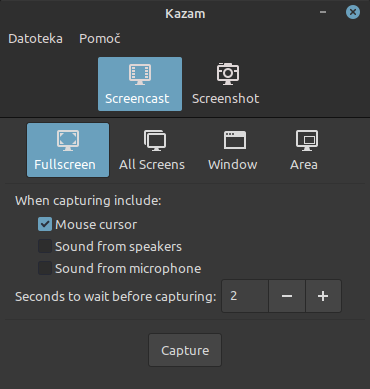 Kazam
Datoteka Pomoč
Screencast Screenshot
Fullscreen All Screens Window Area
When capturing include:
Mouse cursor
Sound from speakers
Sound from microphone
Seconds to wait before capturing: 2 − +
Capture